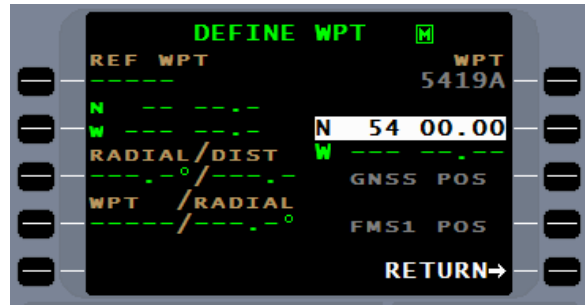 DEFINE WPT M
REF WPT WPT
----- 5419A
N -- --.-
W --- --.- N 54 00.00
RADIAL/DIST W --- --.--
---.-°/---.- GNSS POS
WPT /RADIAL
-----/---.-° FMS1 POS
RETURN→